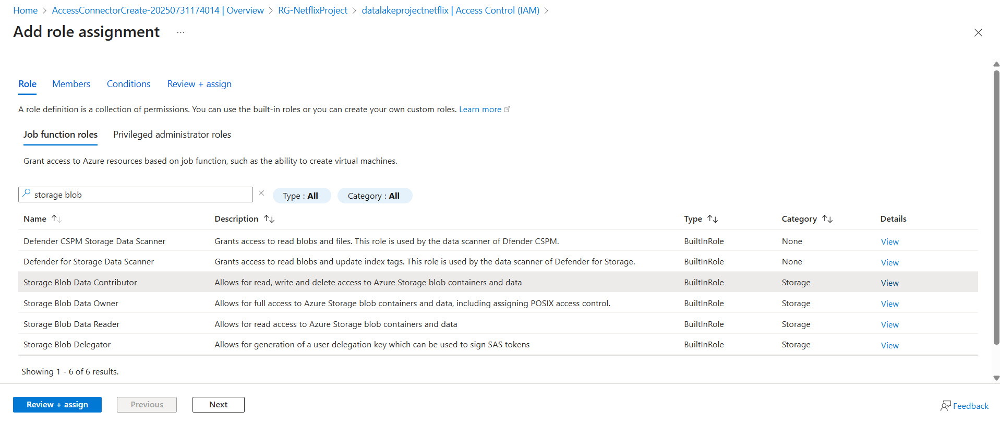 Home > AccessConnectorCreate-20250731174014 | Overview > RG-NetflixProject > datalakeprojectnetflix | Access Control (IAM) >
Add role assignment ...
Role Members Conditions Review + assign
A role definition is a collection of permissions. You can use the built-in roles or you can create your own custom roles. Learn more
Job function roles Privileged administrator roles
Grant access to Azure resources based on job function, such as the ability to create virtual machines.
storage blob Type : All Category : All
Name Description Type Category Details
Defender CSPM Storage Data Scanner Grants access to read blobs and files. This role is used by the data scanner of Dfender CSPM. BuiltInRole None View
Defender for Storage Data Scanner Grants access to read blobs and update index tags. This role is used by the data scanner of Defender for Storage. BuiltInRole None View
Storage Blob Data Contributor Allows for read, write and delete access to Azure Storage blob containers and data BuiltInRole Storage View
Storage Blob Data Owner Allows for full access to Azure Storage blob containers and data, including assigning POSIX access control. BuiltInRole Storage View
Storage Blob Data Reader Allows for read access to Azure Storage blob containers and data BuiltInRole Storage View
Storage Blob Delegator Allows for generation of a user delegation key which can be used to sign SAS tokens BuiltInRole Storage View
Showing 1 - 6 of 6 results.
Review + assign Previous Next Feedback